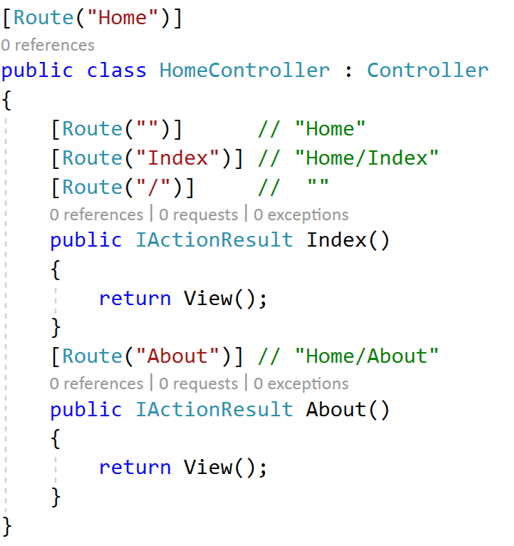 [Route("Home")]
0 references
public class HomeController : Controller
{
    [Route("")]      // "Home"
    [Route("Index")] // "Home/Index"
    [Route("/")]     //  ""
    0 references | 0 requests | 0 exceptions
    public IActionResult Index()
    {
        return View();
    }
    [Route("About")] // "Home/About"
    0 references | 0 requests | 0 exceptions
    public IActionResult About()
    {
        return View();
    }
}